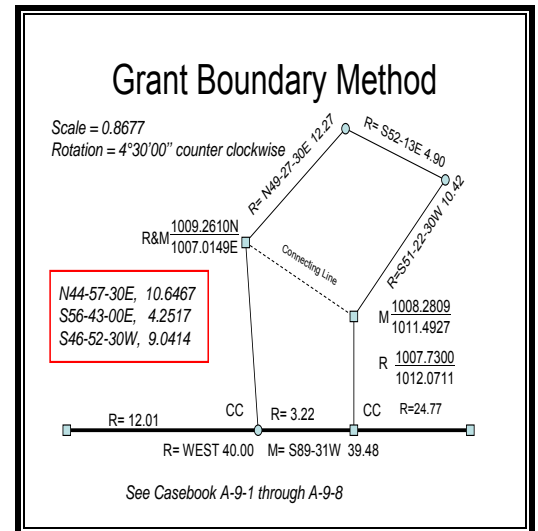 Grant Boundary Method
Scale = 0.8677
Rotation = 4°30'00'' counter clockwise
R= N49-27-30E 12.27
R= S52-13E 4.90
R=S51-22-30W 10.42
R&M 1009.2610N
1007.0149E
Connecting Line
N44-57-30E, 10.6467
S56-43-00E, 4.2517
S46-52-30W, 9.0414
M 1008.2809
1011.4927
R 1007.7300
1012.0711
R= 12.01
CC
R= 3.22
CC
R=24.77
R= WEST 40.00 M= S89-31W 39.48
See Casebook A-9-1 through A-9-8